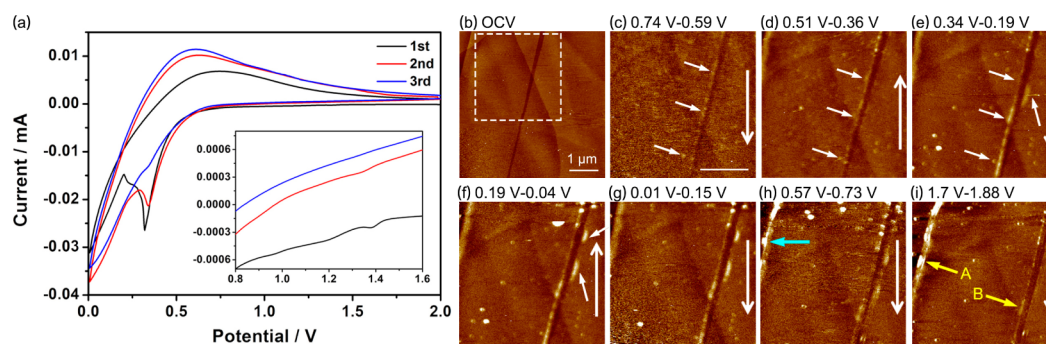 (a)
0.01
0.00
-0.01
-0.02
-0.03
-0.04
Current / mA
0.0
0.5
1.0
1.5
2.0
Potential / V
1st
2nd
3rd
0.0006
0.0003
0.0000
-0.0003
-0.0006
0.8
1.0
1.2
1.4
1.6
(b) OCV
1 μm
(c) 0.74 V-0.59 V
(d) 0.51 V-0.36 V
(e) 0.34 V-0.19 V
(f) 0.19 V-0.04 V
(g) 0.01 V-0.15 V
(h) 0.57 V-0.73 V
(i) 1.7 V-1.88 V
A
B